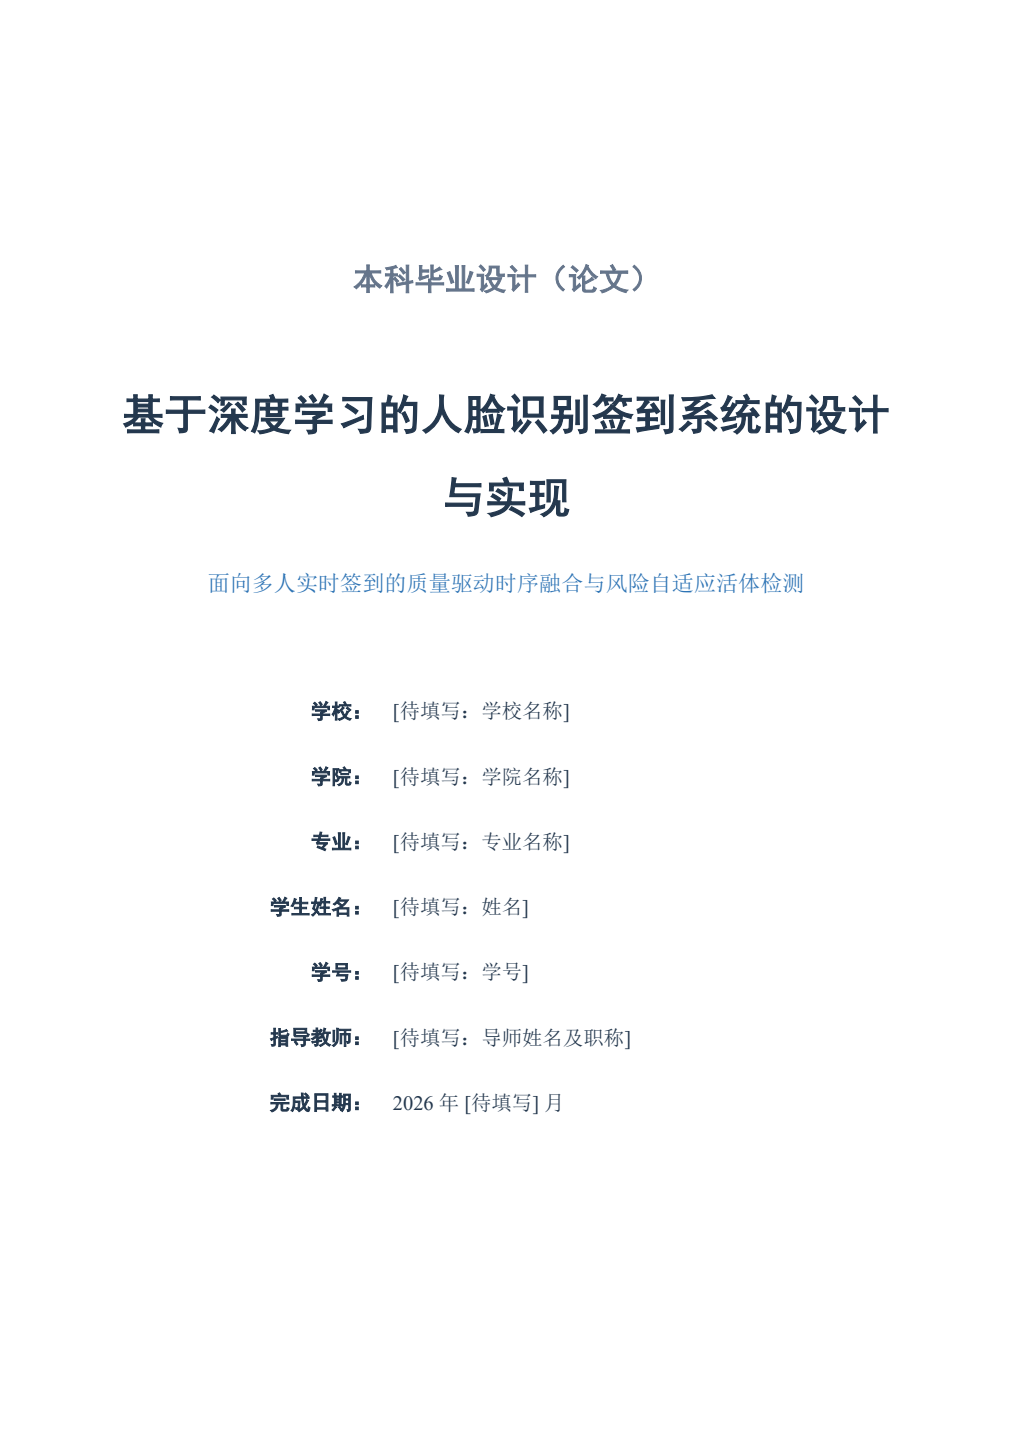 本科毕业设计（论文）
基于深度学习的人脸识别签到系统的设计
与实现
面向多人实时签到的质量驱动时序融合与风险自适应活体检测
学校： [待填写：学校名称]
学院： [待填写：学院名称]
专业： [待填写：专业名称]
学生姓名： [待填写：姓名]
学号： [待填写：学号]
指导教师： [待填写：导师姓名及职称]
完成日期： 2026 年 [待填写] 月